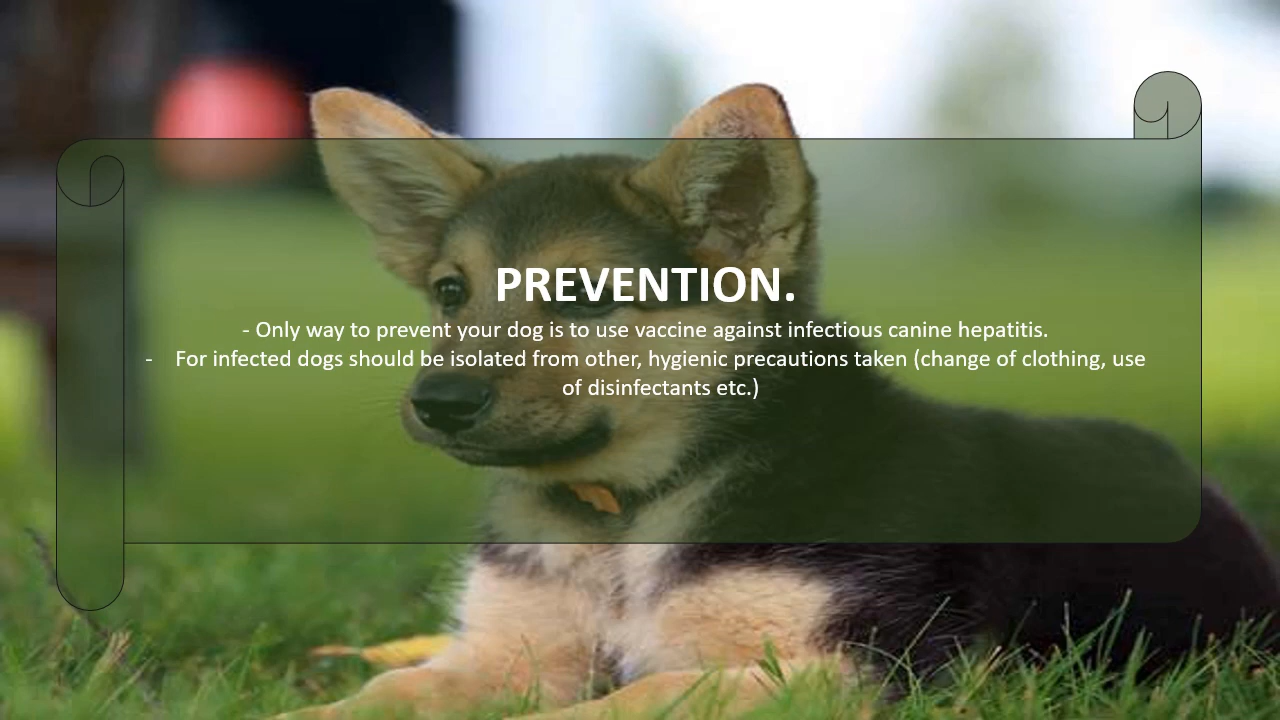 PREVENTION.
- Only way to prevent your dog is to use vaccine against infectious canine hepatitis.
- For infected dogs should be isolated from other, hygienic precautions taken (change of clothing, use
of disinfectants etc.)